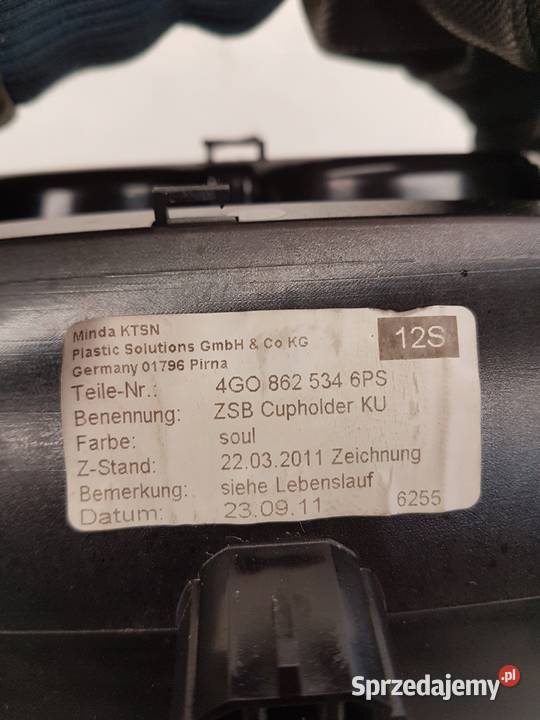 Minda KTSN
Plastic Solutions GmbH & Co KG
Germany 01796 Pirna
12S
Teile-Nr.: 4GO 862 534 6PS
Benennung: ZSB Cupholder KU
Farbe: soul
Z-Stand: 22.03.2011 Zeichnung
Bemerkung: siehe Lebenslauf
Datum: 23.09.11 6255
Sprzedajemy.pl